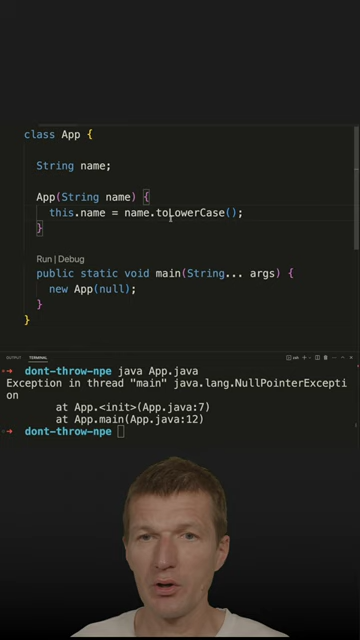 class App {
String name;
App(String name) {
this.name = name.toLowerCase();
}
Run | Debug
public static void main(String... args) {
new App(null);
}
}
OUTPUT TERMINAL
zsh
➜ dont-throw-npe java App.java
Exception in thread "main" java.lang.NullPointerExcepti
on
at App.<init>(App.java:7)
at App.main(App.java:12)
➜ dont-throw-npe